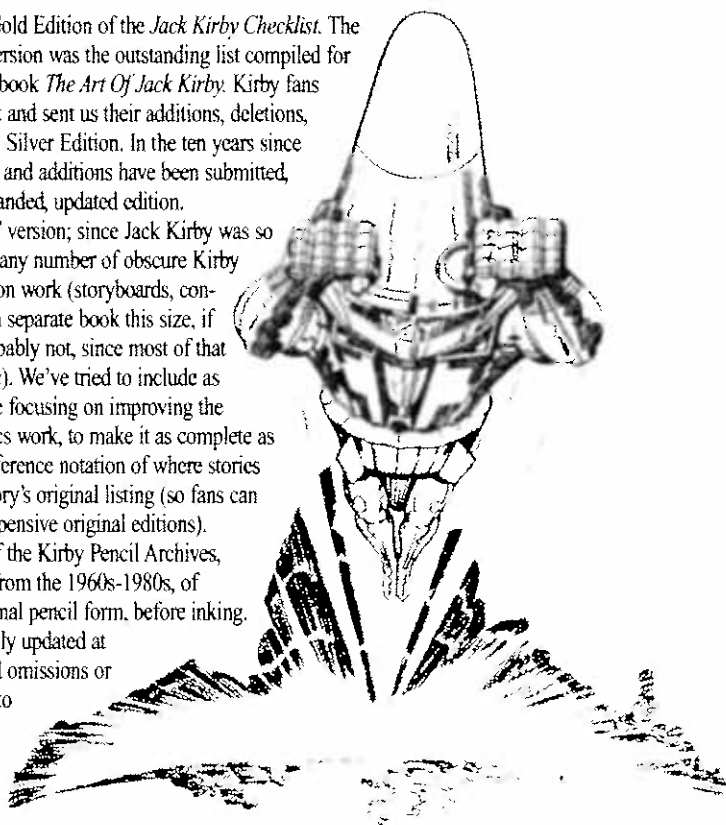 old Edition of the Jack Kirby Checklist. The
ersion was the outstanding list compiled for
book The Art Of Jack Kirby. Kirby fans
and sent us their additions, deletions,
Silver Edition. In the ten years since
and additions have been submitted,
anded, updated edition.
version; since Jack Kirby was so
any number of obscure Kirby
on work (storyboards, con-
separate book this size, if
bably not, since most of that
). We've tried to include as
focusing on improving the
cs work, to make it as complete as
ference notation of where stories
ory's original listing (so fans can
pensive original editions).
f the Kirby Pencil Archives,
from the 1960s-1980s, of
nal pencil form, before inking.
ly updated at
l omissions or
to